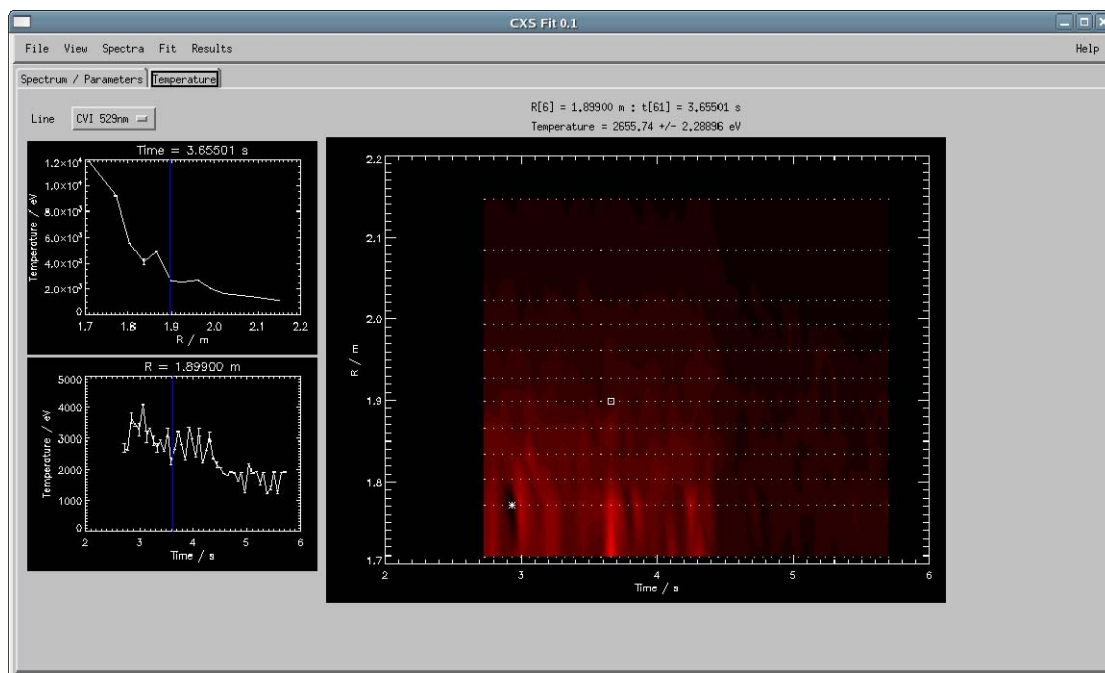 CXS Fit 0.1
File View Spectra Fit Results Help
Spectrum / Parameters Temperature
Line CVI 529nm
R[6] = 1.89900 m : t[61] = 3.65501 s
Temperature = 2655.74 +/- 2.28896 eV
Time = 3.65501 s
Temperature / eV
1.2×10⁴
1.0×10⁴
8.0×10³
6.0×10³
4.0×10³
2.0×10³
0
1.7 1.8 1.9 2.0 2.1 2.2
R / m
R = 1.89900 m
Temperature / eV
5000
4000
3000
2000
1000
0
2 3 4 5 6
Time / s
R / m
2.2
2.1
2.0
1.9
1.8
1.7
2 3 4 5 6
Time / s